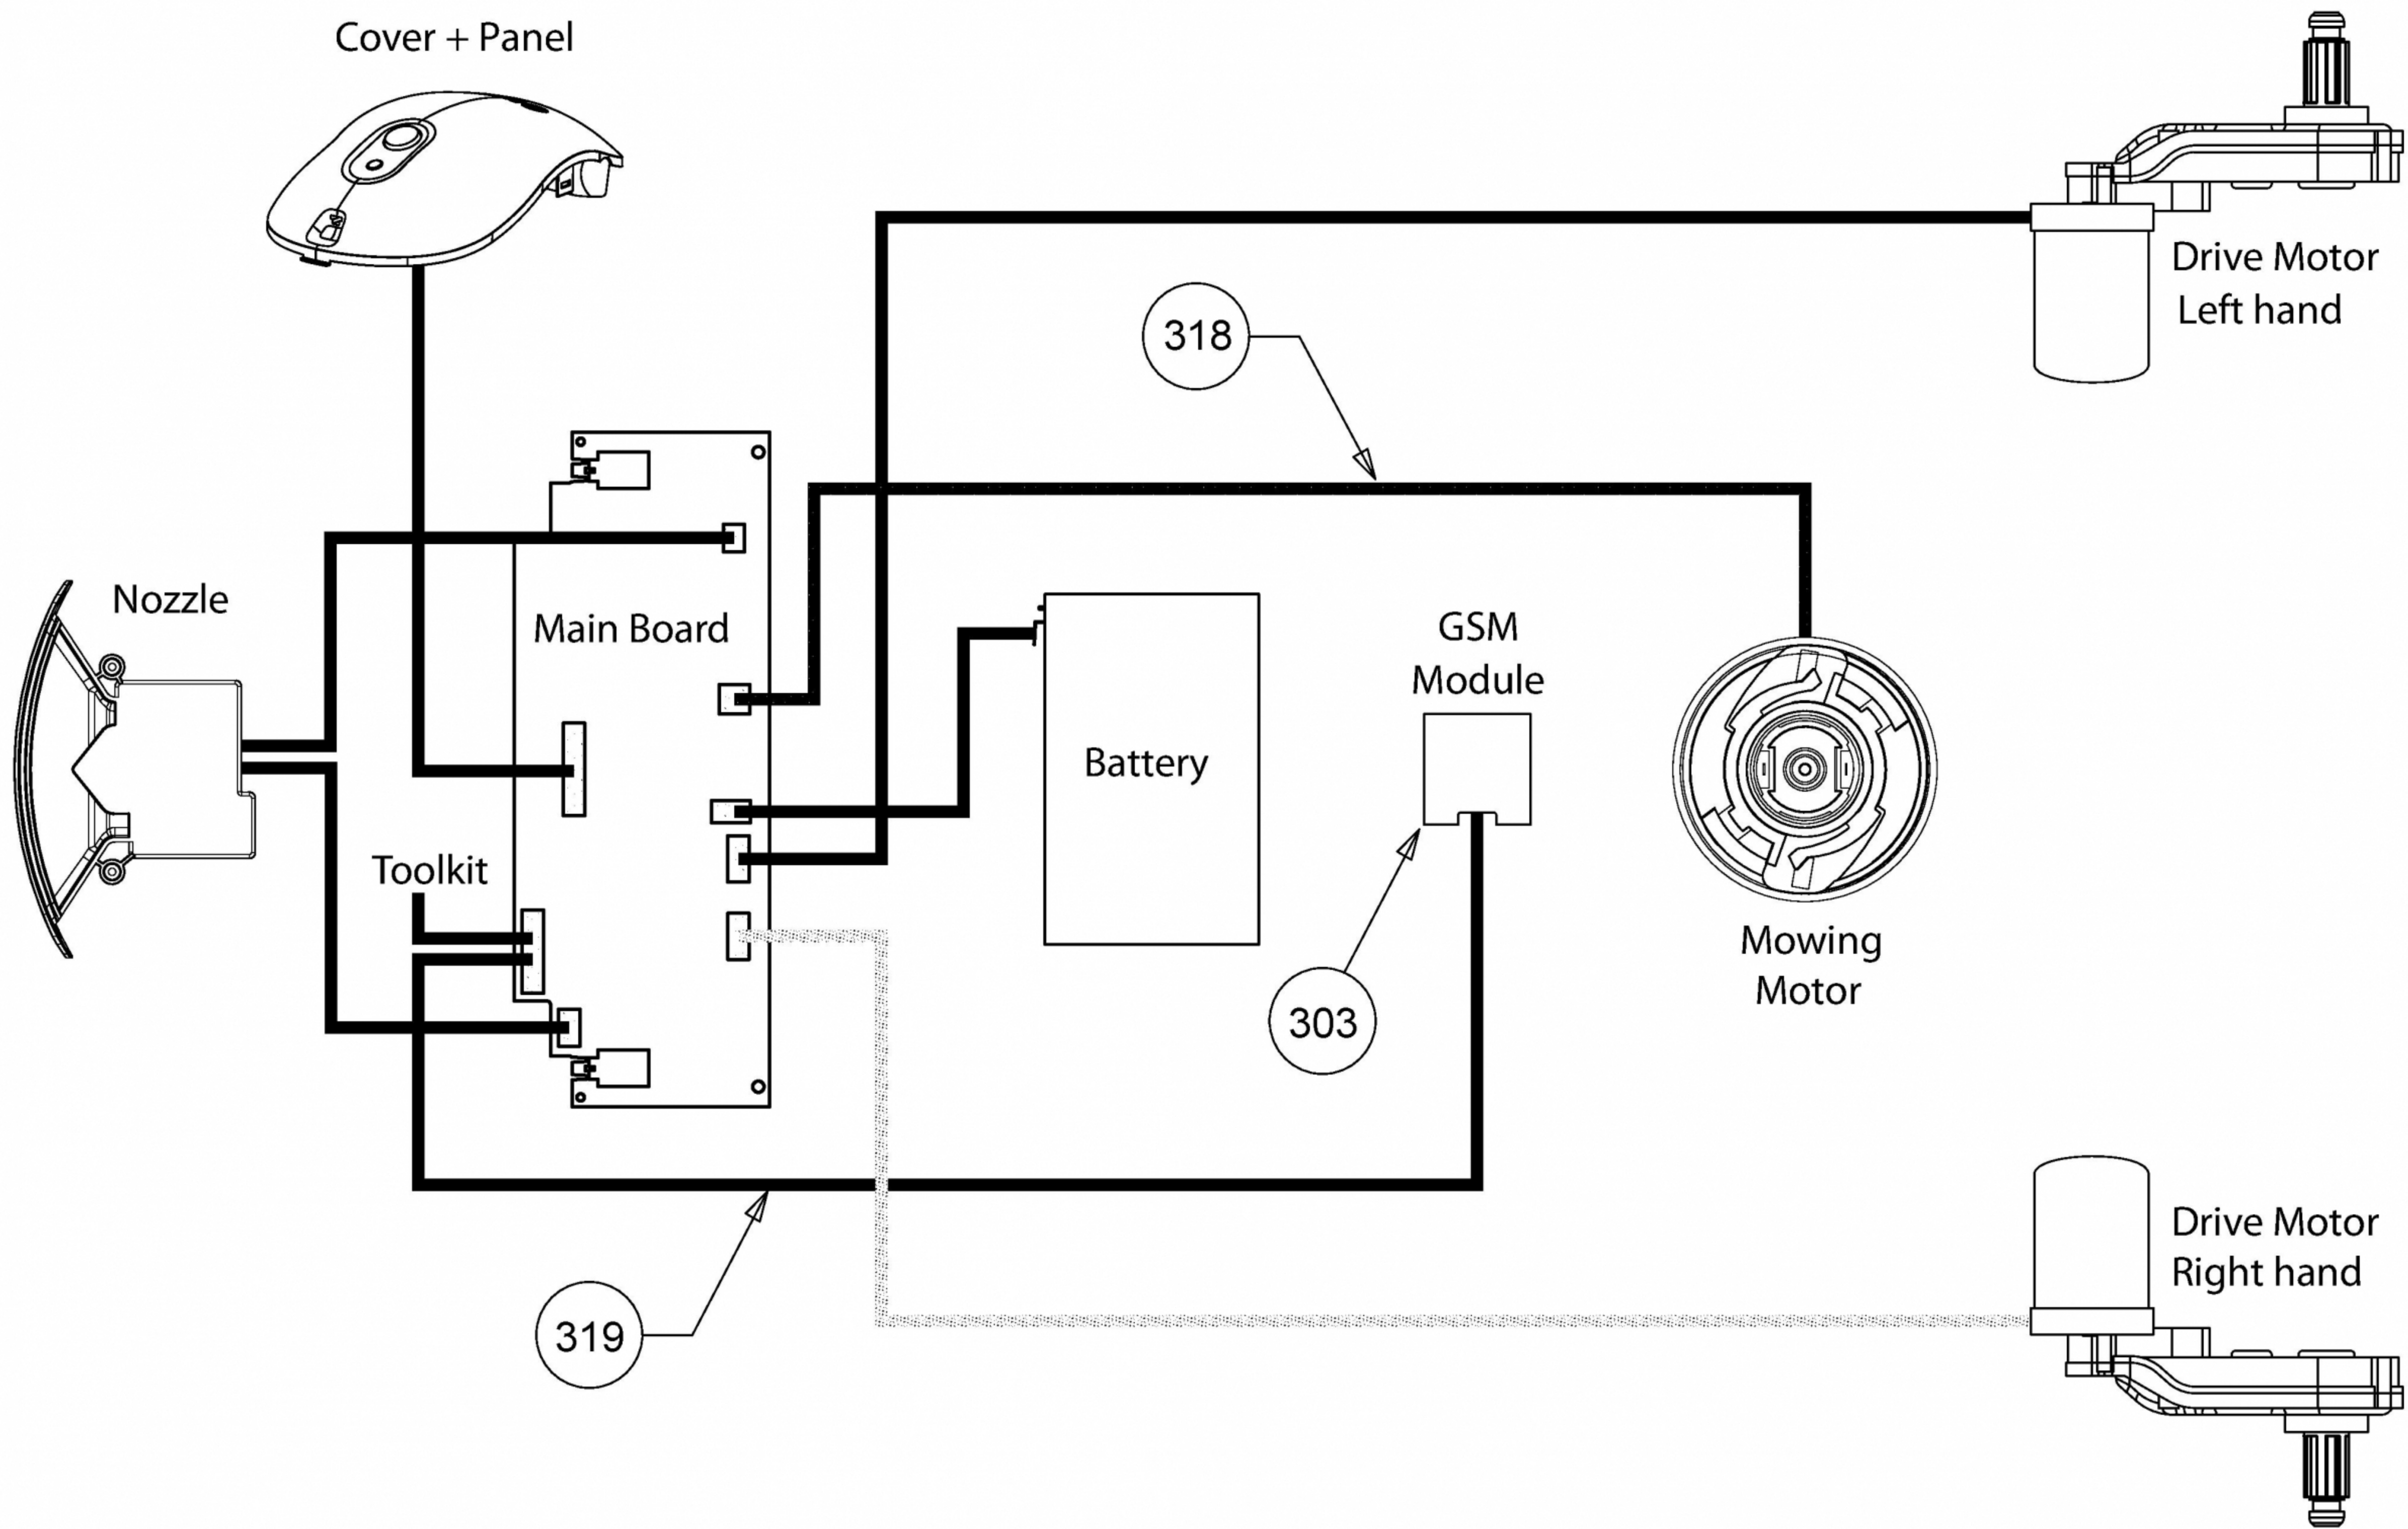 Cover + Panel
Drive Motor
Left hand
318
Nozzle
Main Board
GSM
Module
Battery
Toolkit
Mowing
Motor
303
Drive Motor
Right hand
319